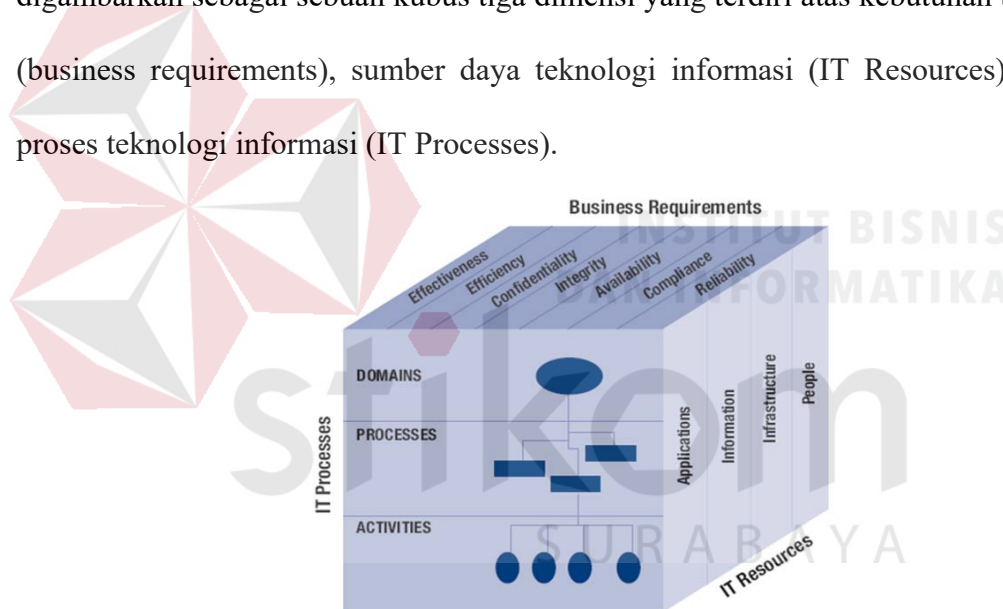 digambarkan sebagai sebuah kubus tiga dimensi yang terdiri atas kebutuhan
(business requirements), sumber daya teknologi informasi (IT Resources)
proses teknologi informasi (IT Processes).
Business Requirements
INSTITUT BISNIS
DAN INFORMATIKA
Effectiveness
Efficiency
Confidentiality
Integrity
Availability
Compliance
Reliability
stikom
SURABAYA
IT Processes
DOMAINS
PROCESSES
ACTIVITIES
Applications
Information
Infrastructure
People
IT Resources